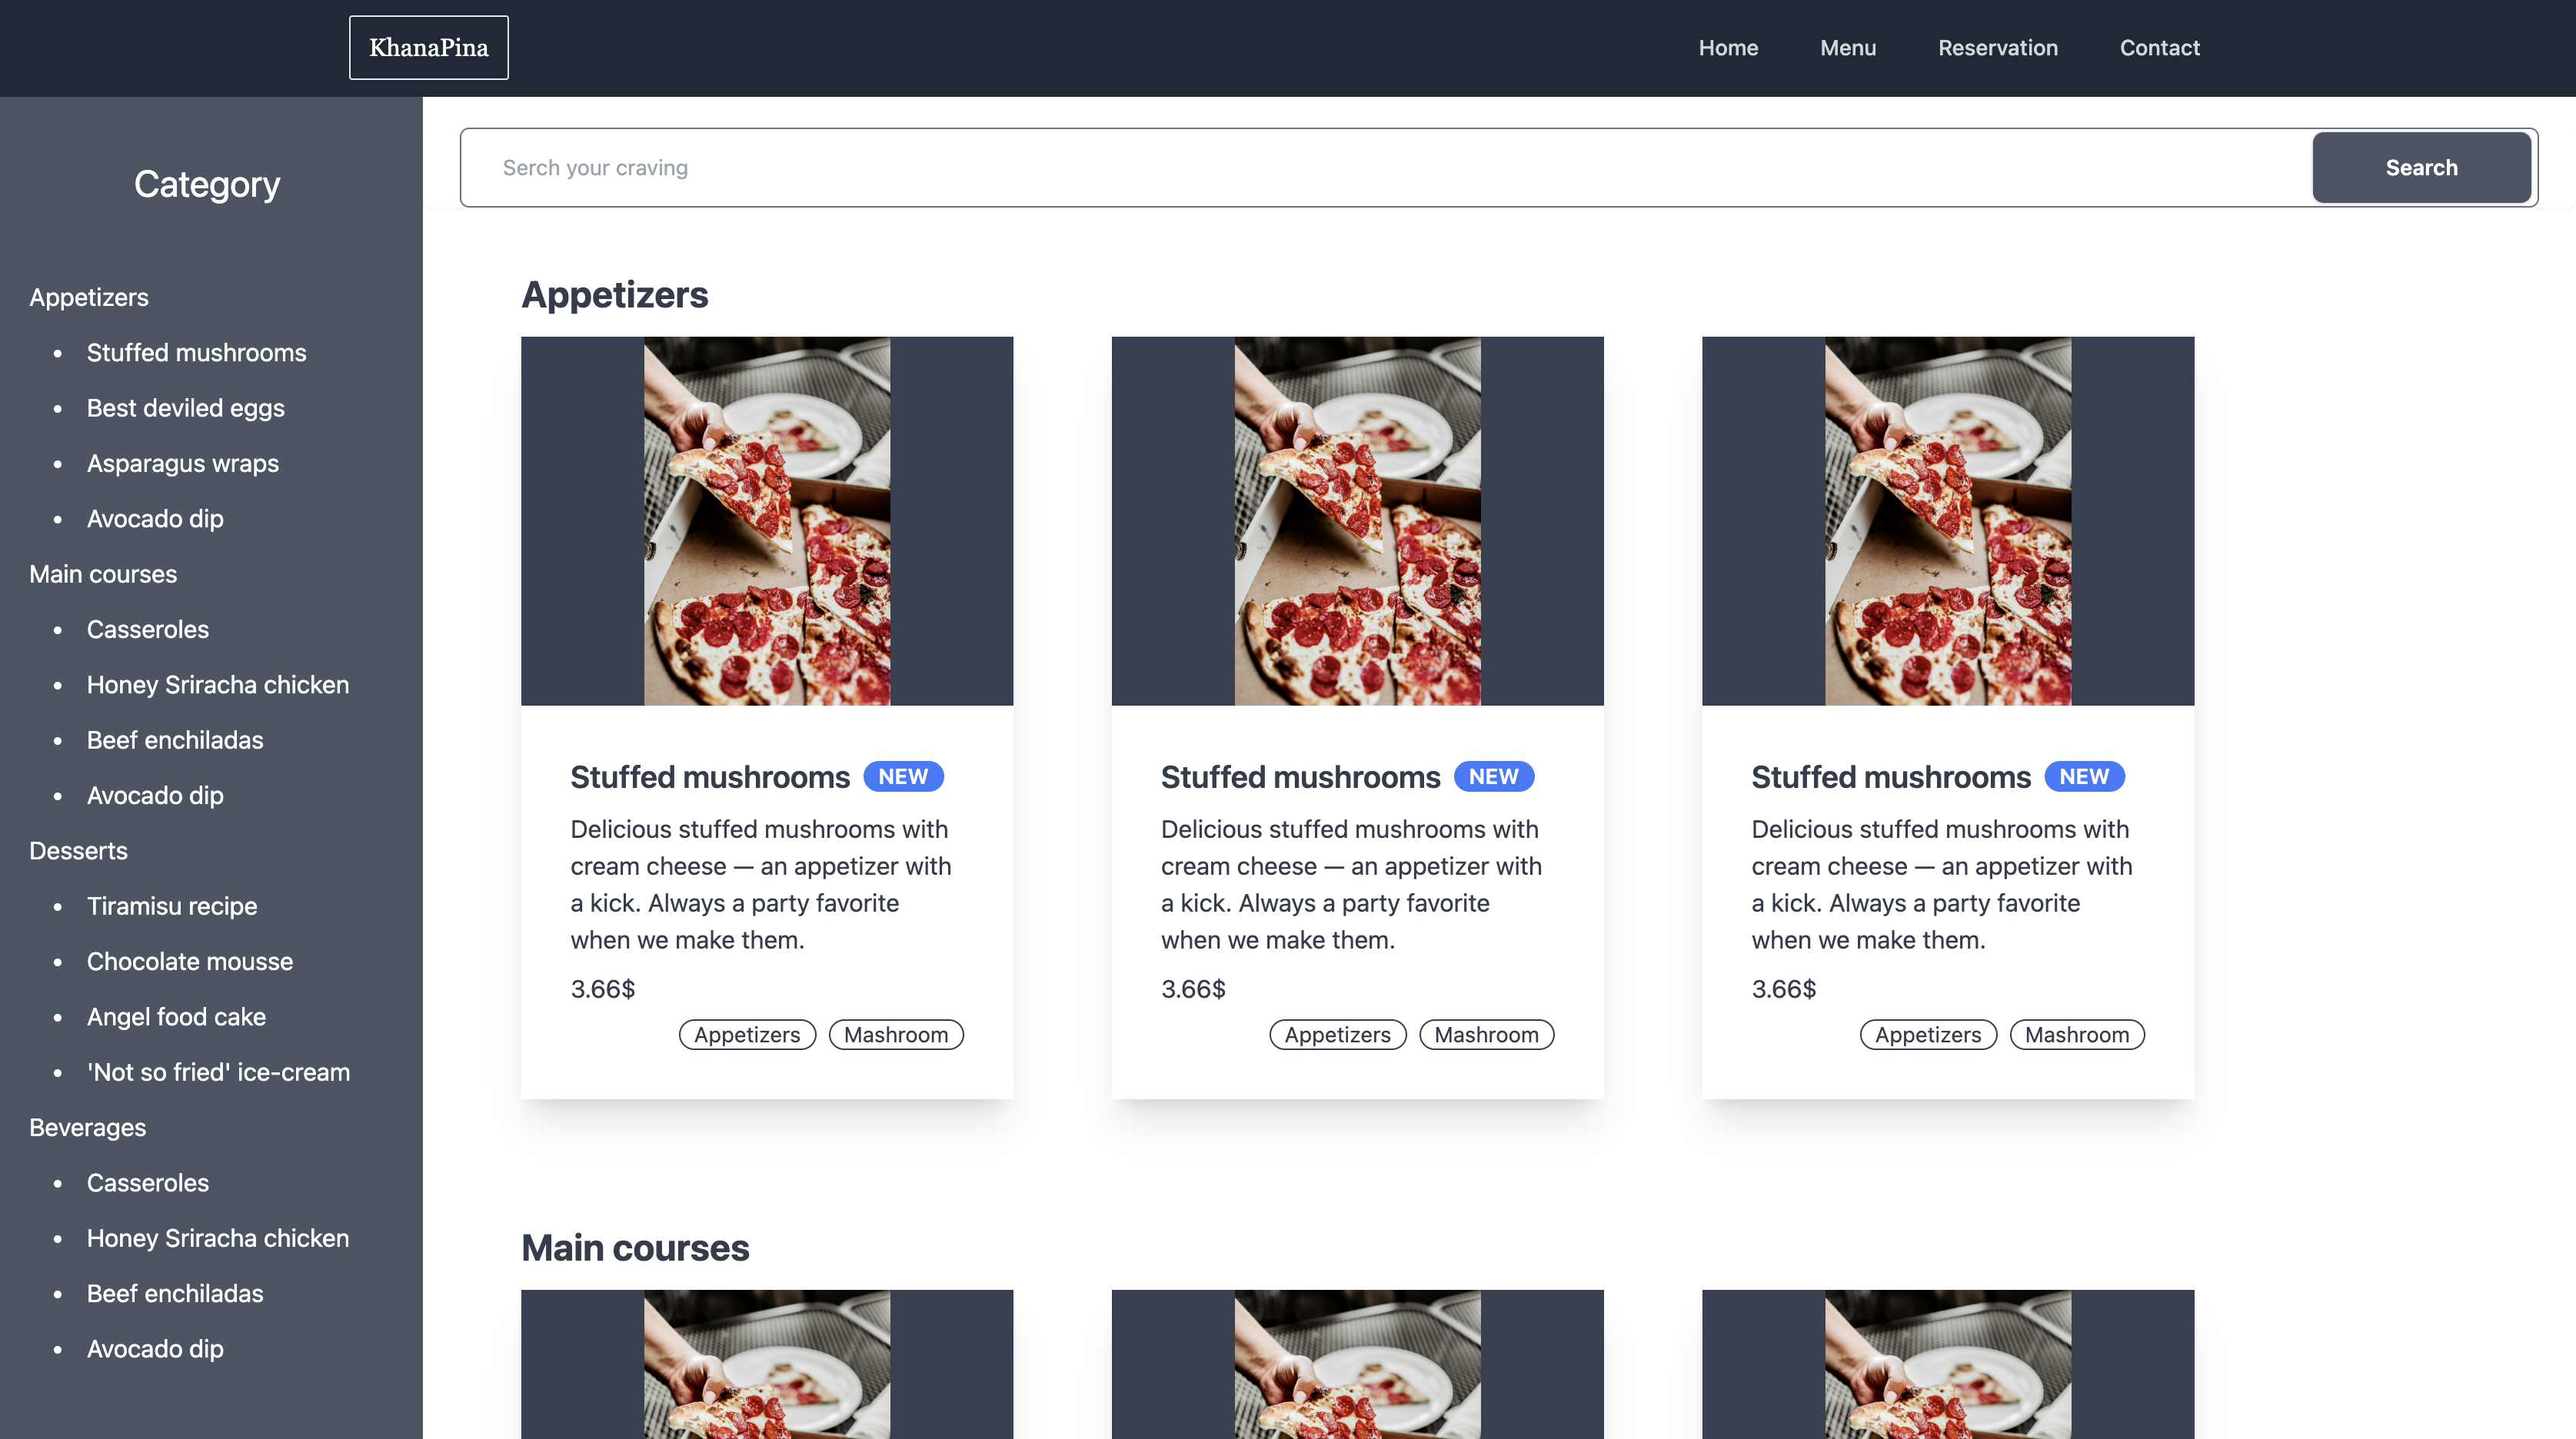 KhanaPina
Home
Menu
Reservation
Contact
Category
Appetizers
Stuffed mushrooms
Best deviled eggs
Asparagus wraps
Avocado dip
Main courses
Casseroles
Honey Sriracha chicken
Beef enchiladas
Avocado dip
Desserts
Tiramisu recipe
Chocolate mousse
Angel food cake
'Not so fried' ice-cream
Beverages
Casseroles
Honey Sriracha chicken
Beef enchiladas
Avocado dip
Serch your craving
Search
Appetizers
Stuffed mushrooms NEW
Delicious stuffed mushrooms with
cream cheese — an appetizer with
a kick. Always a party favorite
when we make them.
3.66$
Appetizers Mashroom
Stuffed mushrooms NEW
Delicious stuffed mushrooms with
cream cheese — an appetizer with
a kick. Always a party favorite
when we make them.
3.66$
Appetizers Mashroom
Stuffed mushrooms NEW
Delicious stuffed mushrooms with
cream cheese — an appetizer with
a kick. Always a party favorite
when we make them.
3.66$
Appetizers Mashroom
Main courses